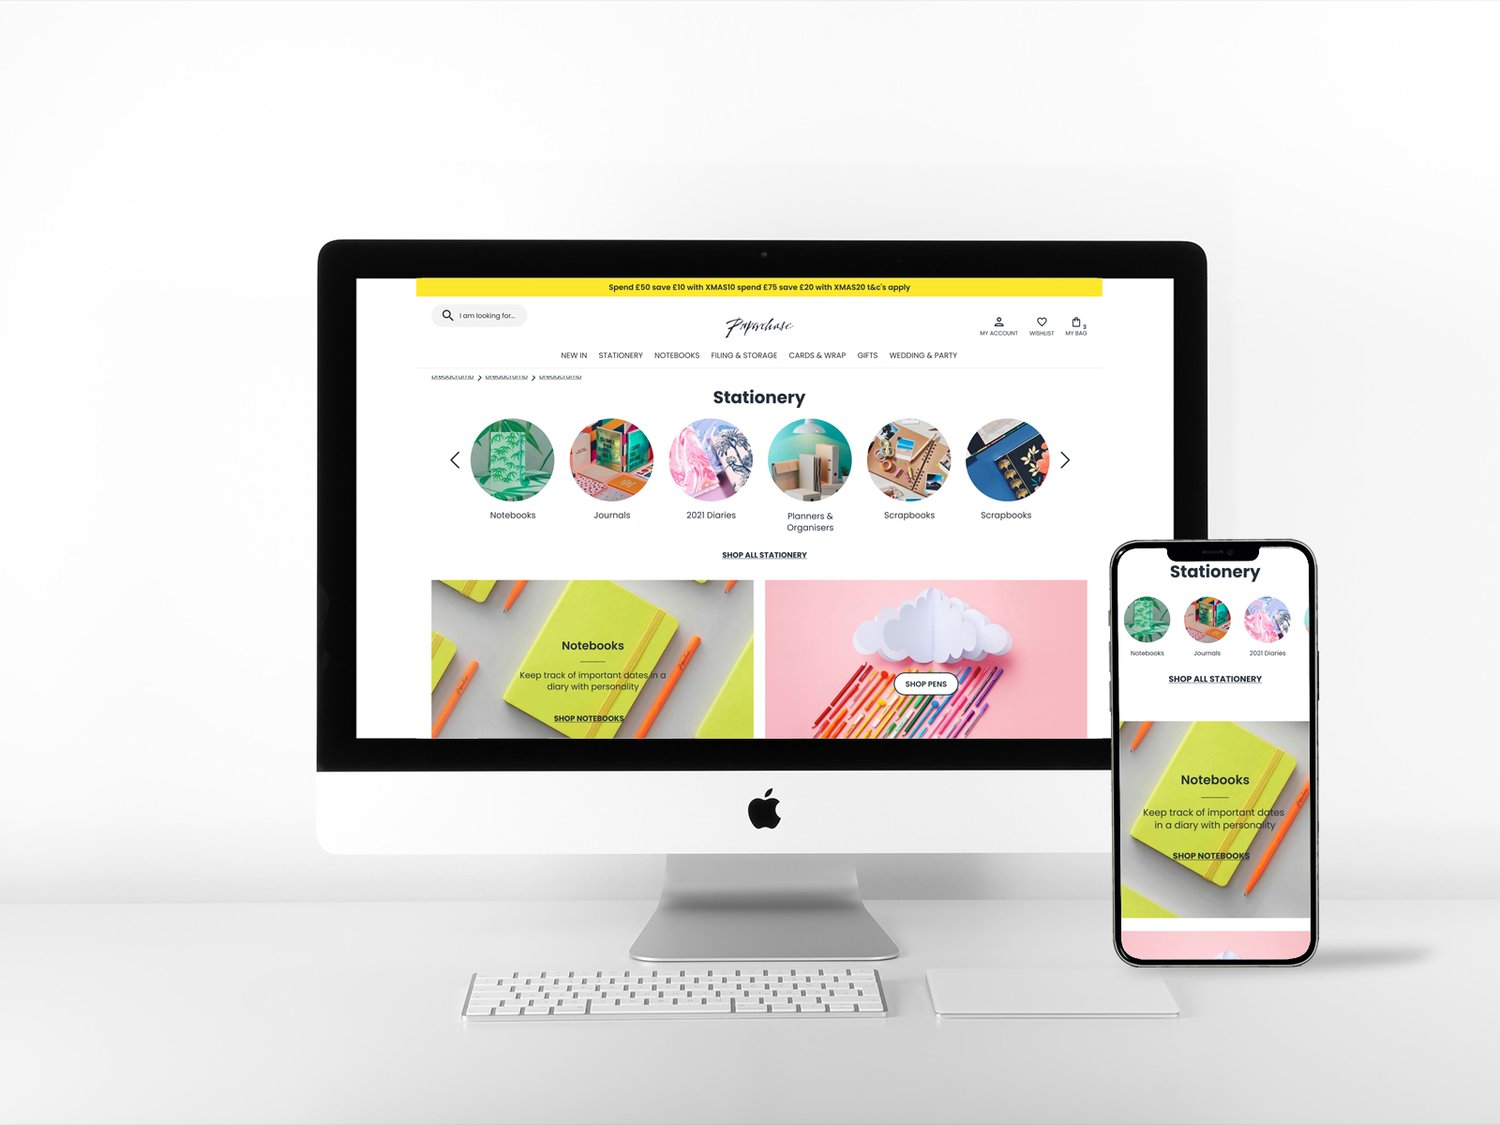 Spend £50 save £10 with XMAS10 spend £75 save £20 with XMAS20 t&c's apply
I am looking for...
Paperchase
MY ACCOUNT
WISHLIST
3
MY BAG
NEW IN STATIONERY NOTEBOOKS FILING & STORAGE CARDS & WRAP GIFTS WEDDING & PARTY
breadcrumb > breadcrumb > breadcrumb
Stationery
Notebooks
Journals
2021 Diaries
Planners &
Organisers
Scrapbooks
Scrapbooks
SHOP ALL STATIONERY
Notebooks
Keep track of important dates in a
diary with personality
SHOP NOTEBOOKS
SHOP PENS
Stationery
Notebooks
Journals
2021 Diaries
SHOP ALL STATIONERY
Notebooks
Keep track of important dates
in a diary with personality
SHOP NOTEBOOKS